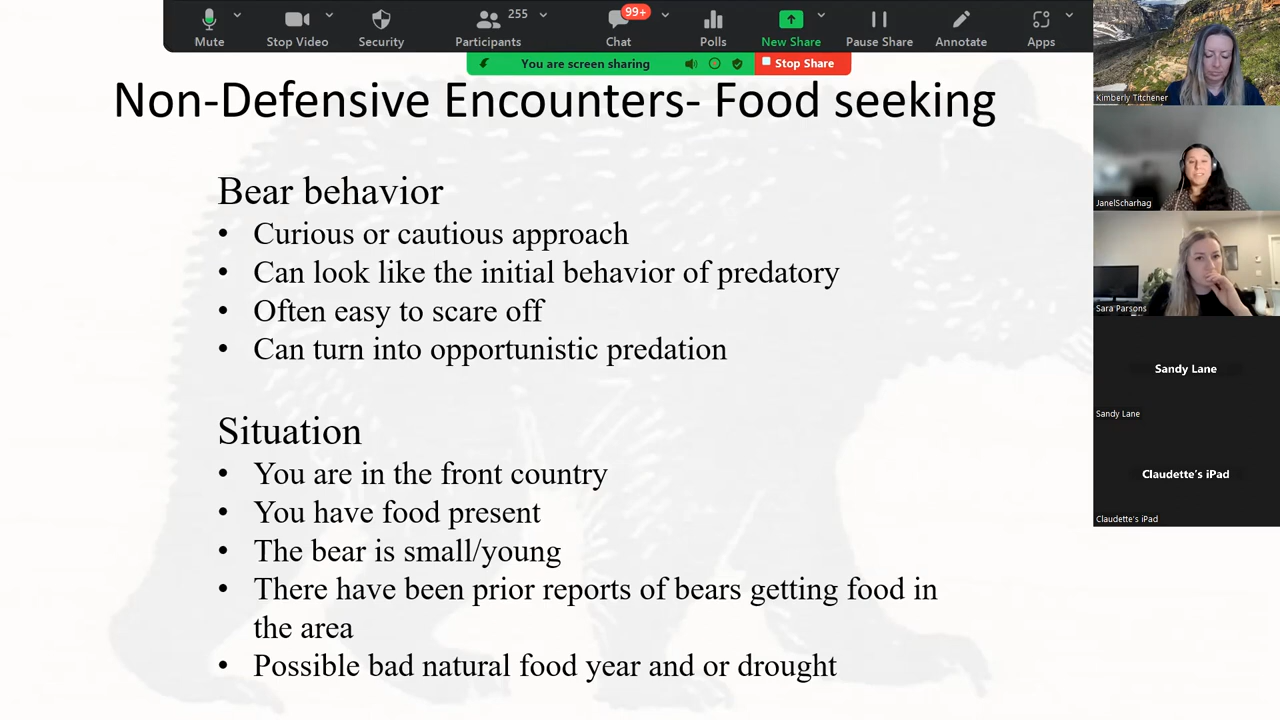 255
99+
Mute
Stop Video
Security
Participants
Chat
Polls
New Share
Pause Share
Annotate
Apps
You are screen sharing
Stop Share
Non-Defensive Encounters- Food seeking
Bear behavior
• Curious or cautious approach
• Can look like the initial behavior of predatory
• Often easy to scare off
• Can turn into opportunistic predation
Situation
• You are in the front country
• You have food present
• The bear is small/young
• There have been prior reports of bears getting food in
the area
• Possible bad natural food year and or drought
Kimberly Titchener
JanelScharhag
Sara Parsons
Sandy Lane
Sandy Lane
Claudette's iPad
Claudette's iPad